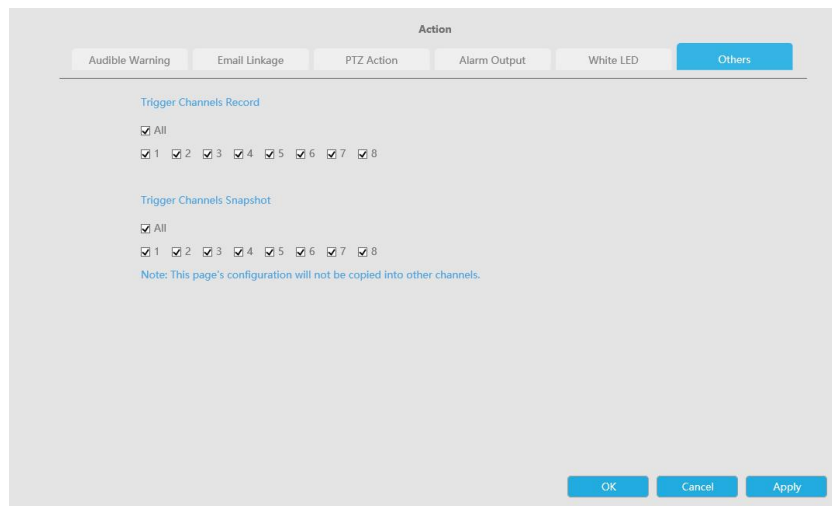 Action
Audible Warning Email Linkage PTZ Action Alarm Output White LED Others
Trigger Channels Record
All
1 2 3 4 5 6 7 8
Trigger Channels Snapshot
All
1 2 3 4 5 6 7 8
Note: This page's configuration will not be copied into other channels.
OK Cancel Apply